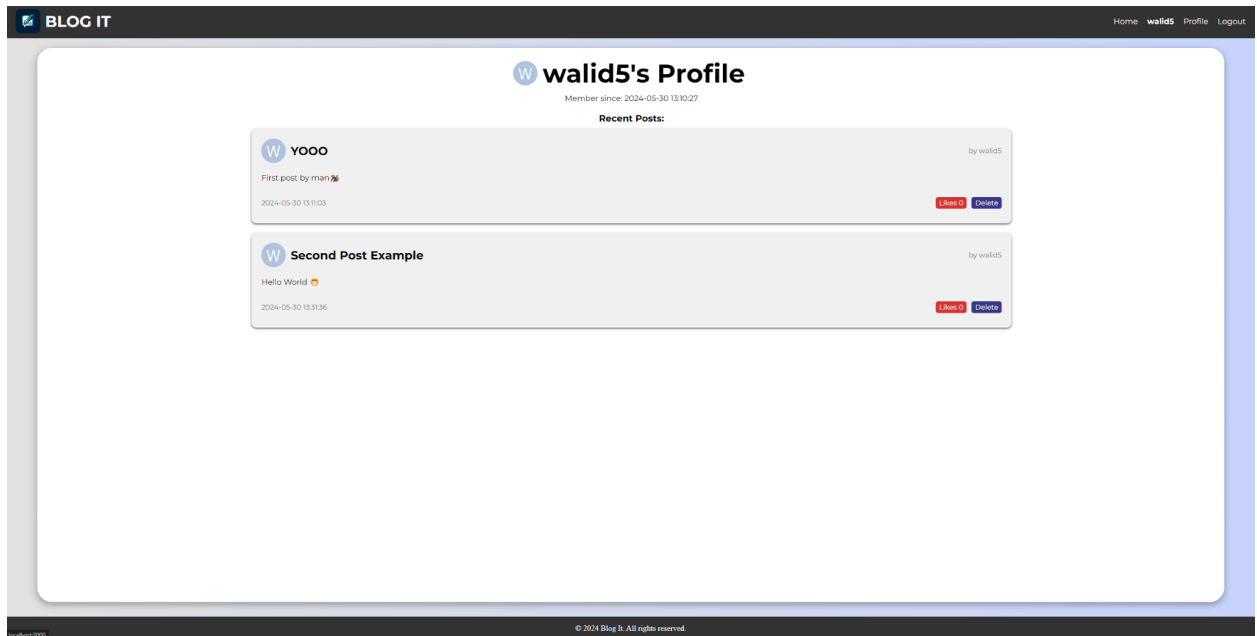 BLOG IT
Home walid5 Profile Logout
W walid5's Profile
Member since: 2024-05-30 13:10:27
Recent Posts:
W YOOO by walid5
First post by man
2024-05-30 13:11:03 Likes 0 Delete
W Second Post Example by walid5
Hello World
2024-05-30 13:31:36 Likes 0 Delete
© 2024 Blog It. All rights reserved.
localhost:3000